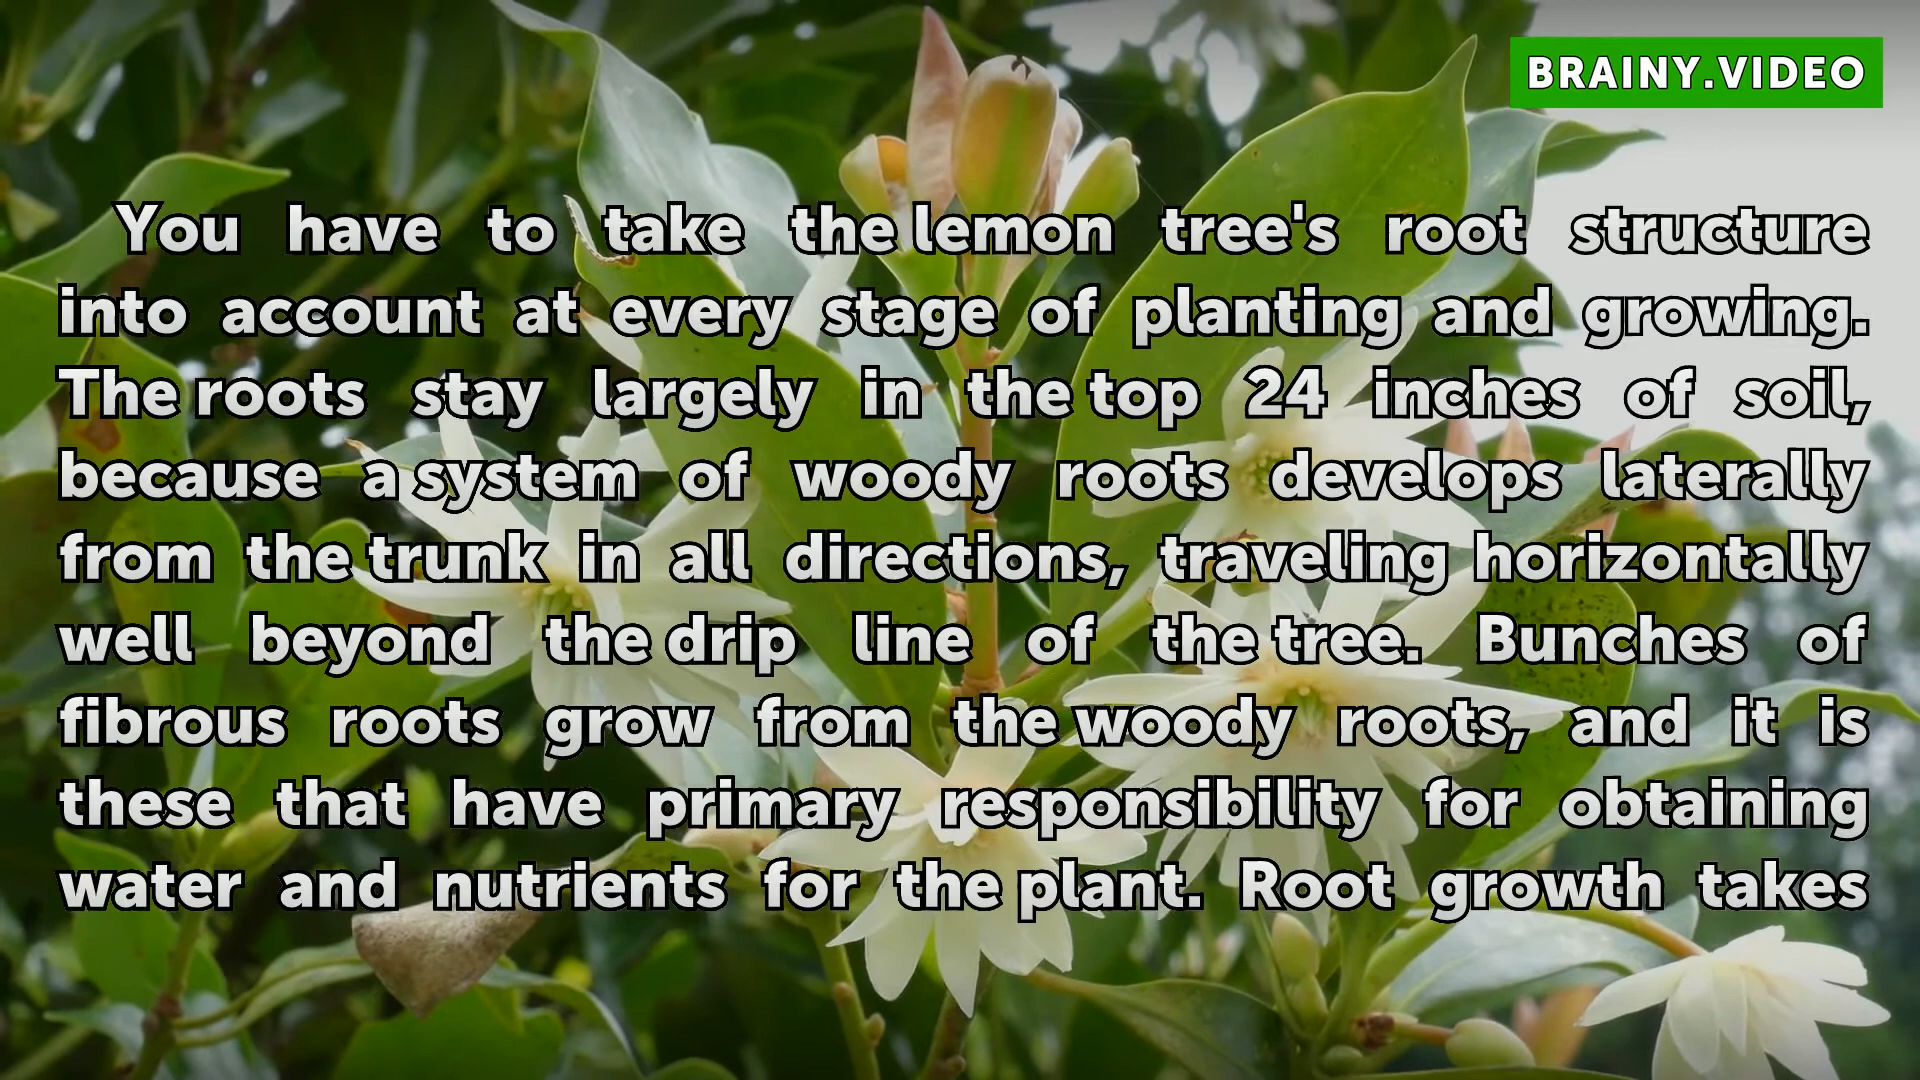 BRAINY.VIDEO
You have to take the lemon tree's root structure
into account at every stage of planting and growing.
The roots stay largely in the top 24 inches of soil,
because a system of woody roots develops laterally
from the trunk in all directions, traveling horizontally
well beyond the drip line of the tree. Bunches of
fibrous roots grow from the woody roots, and it is
these that have primary responsibility for obtaining
water and nutrients for the plant. Root growth takes